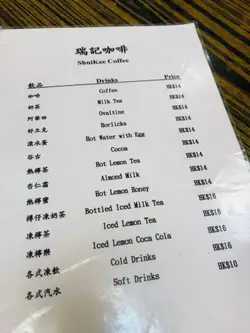 瑞記咖啡
ShuiKee Coffee
飲品 Drinks Price
咖啡 Coffee HK$14
奶茶 Milk Tea HK$14
阿華田 Ovaltine HK$14
好立克 Horlicks HK$14
滾水蛋 Hot Water with Egg HK$14
谷古 Cocoa HK$14
熱檸茶 Hot Lemon Tea HK$14
杏仁霜 Almond Milk HK$14
熱檸蜜 Hot Lemon Honey HK$14
樽仔凍奶茶 Bottled Iced Milk Tea HK$16
凍檸茶 Iced Lemon Tea HK$16
凍檸樂 Iced Lemon Coca Cola HK$16
各式凍飲 Cold Drinks HK$16
各式汽水 Soft Drinks HK$10